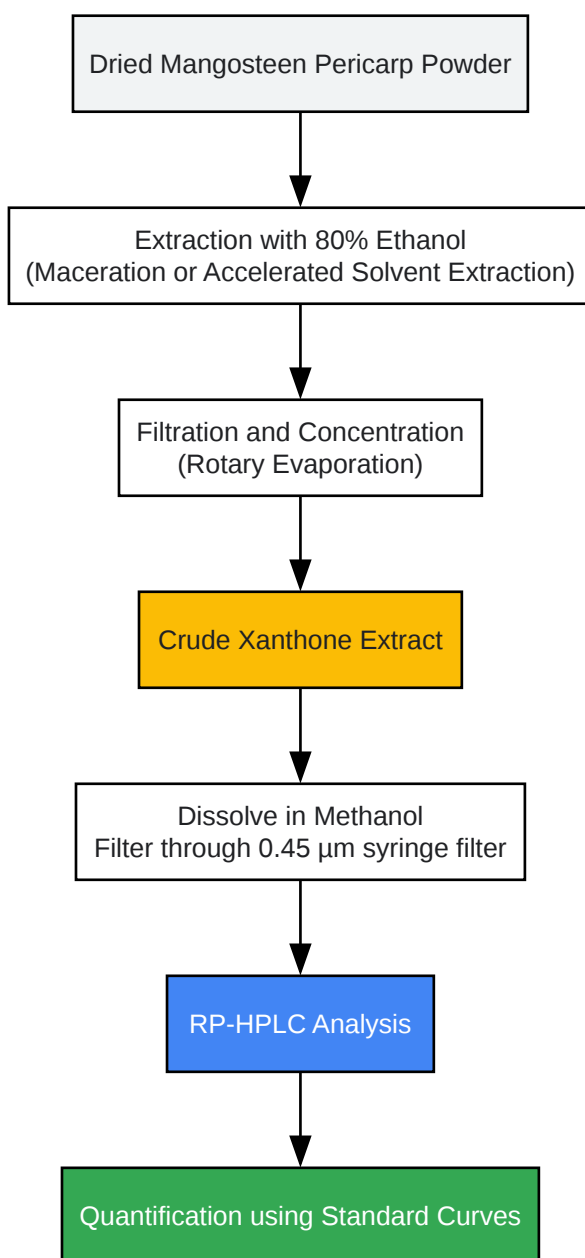 Dried Mangosteen Pericarp Powder
Extraction with 80% Ethanol
(Maceration or Accelerated Solvent Extraction)
Filtration and Concentration
(Rotary Evaporation)
Crude Xanthone Extract
Dissolve in Methanol
Filter through 0.45 µm syringe filter
RP-HPLC Analysis
Quantification using Standard Curves